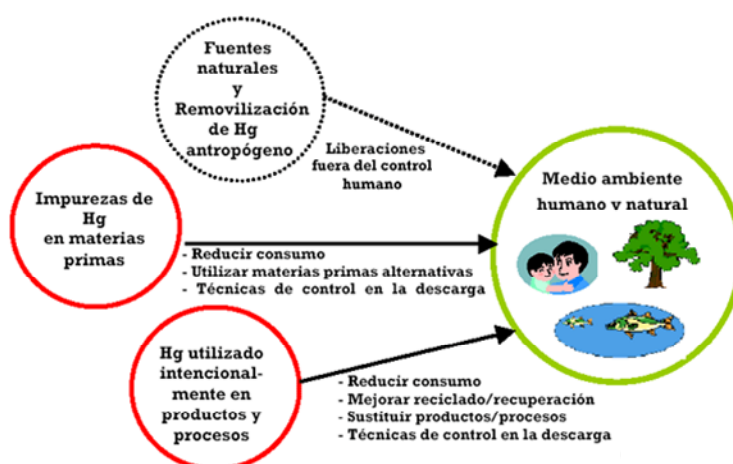 Fuentes
naturales
y
Removilización
de Hg
antropógeno
Liberaciones
fuera del control
humano
Medio ambiente
humano y natural
Impurezas de
Hg
en materias
primas
- Reducir consumo
- Utilizar materias primas alternativas
- Técnicas de control en la descarga
Hg utilizado
intencional-
mente en
productos y
procesos
- Reducir consumo
- Mejorar reciclado/recuperación
- Sustituir productos/procesos
- Técnicas de control en la descarga